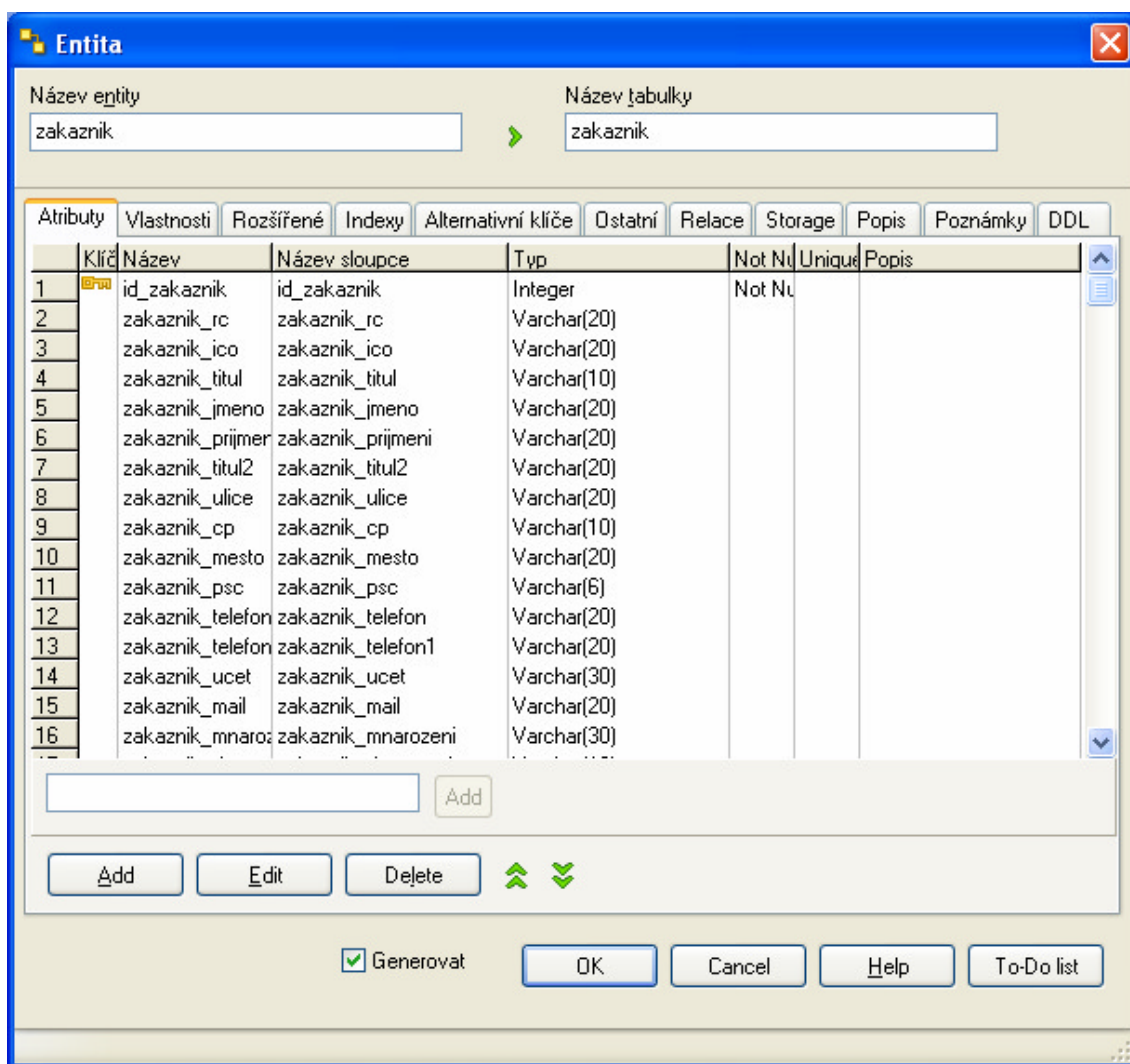 Entita
Název entity Název tabulky
zakaznik zakaznik
Atributy Vlastnosti Rozšířené Indexy Alternativní klíče Ostatní Relace Storage Popis Poznámky DDL
Klíč Název Název sloupce Typ Not Nu Unique Popis
1 id_zakaznik id_zakaznik Integer Not Nu
2 zakaznik_rc zakaznik_rc Varchar(20)
3 zakaznik_ico zakaznik_ico Varchar(20)
4 zakaznik_titul zakaznik_titul Varchar(10)
5 zakaznik_jmeno zakaznik_jmeno Varchar(20)
6 zakaznik_prijmer zakaznik_prijmeni Varchar(20)
7 zakaznik_titul2 zakaznik_titul2 Varchar(20)
8 zakaznik_ulice zakaznik_ulice Varchar(20)
9 zakaznik_cp zakaznik_cp Varchar(10)
10 zakaznik_mesto zakaznik_mesto Varchar(20)
11 zakaznik_psc zakaznik_psc Varchar(6)
12 zakaznik_telefon zakaznik_telefon Varchar(20)
13 zakaznik_telefon zakaznik_telefon1 Varchar(20)
14 zakaznik_ucet zakaznik_ucet Varchar(30)
15 zakaznik_mail zakaznik_mail Varchar(20)
16 zakaznik_mnaroz zakaznik_mnarozeni Varchar(30)
Add
Add Edit Delete
Generovat OK Cancel Help To-Do list